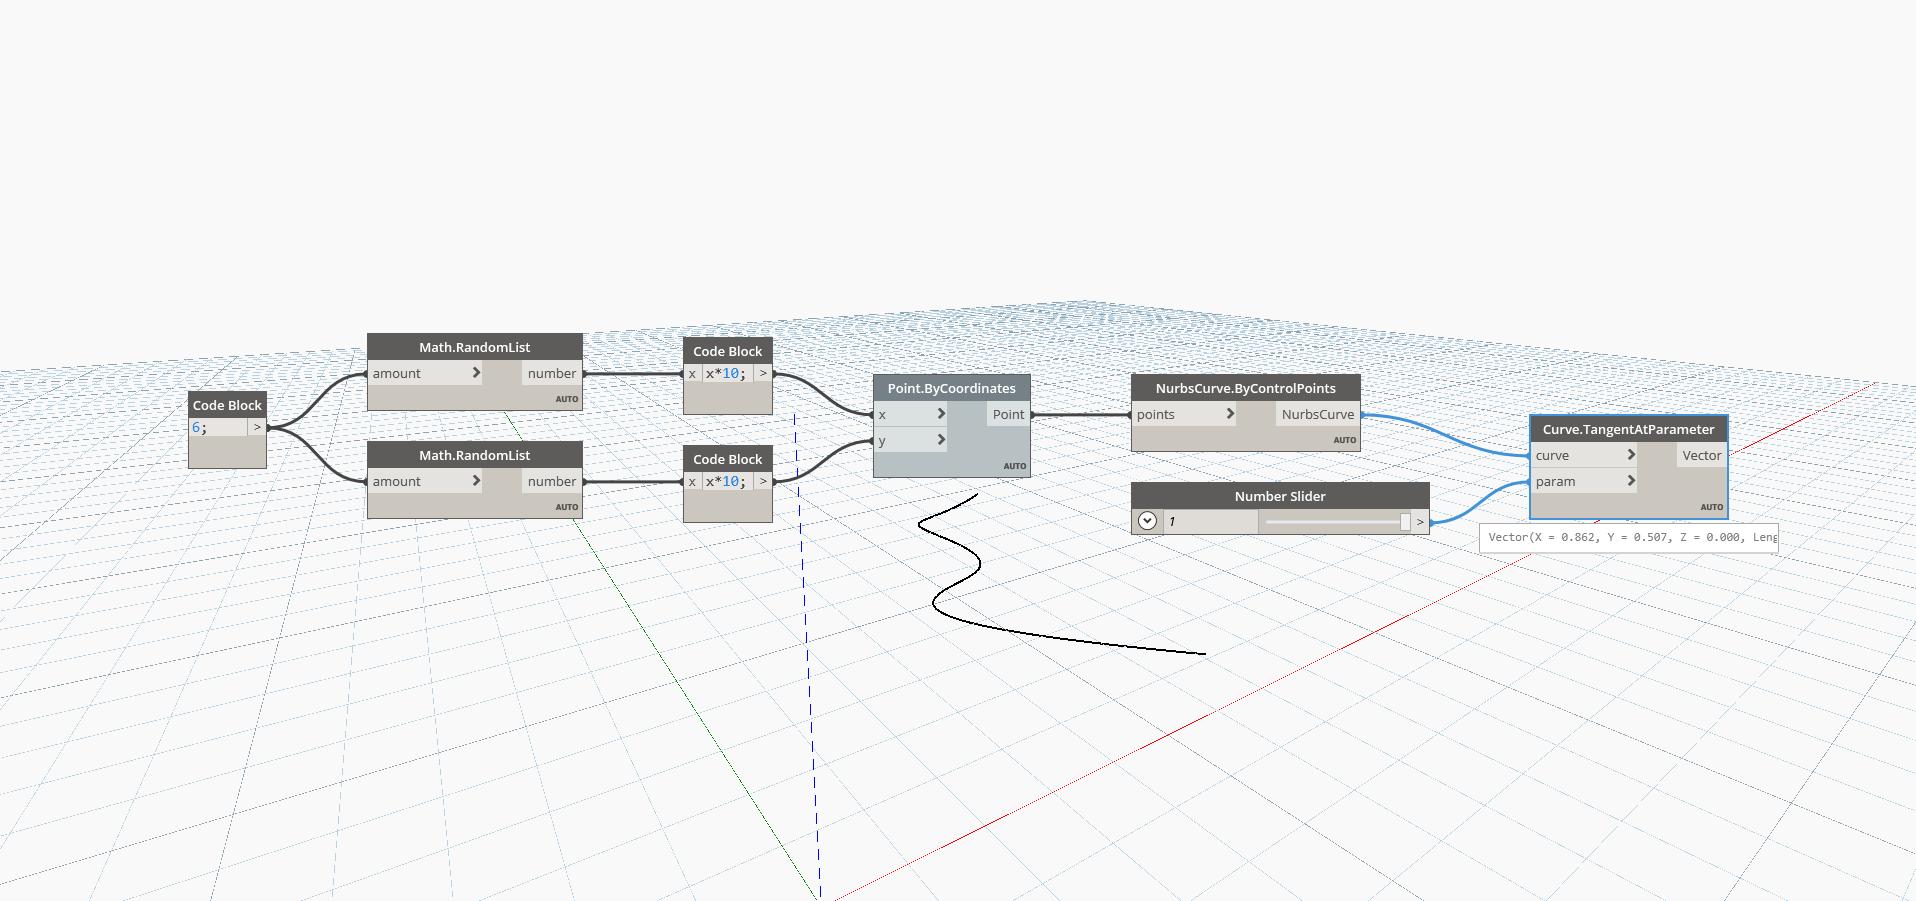 Code Block
6; >
Math.RandomList
amount > number
AUTO
Math.RandomList
amount > number
AUTO
Code Block
x x*10; >
Code Block
x x*10; >
Point.ByCoordinates
x > Point
y >
AUTO
NurbsCurve.ByControlPoints
points > NurbsCurve
AUTO
Number Slider
1 >
Curve.TangentAtParameter
curve > Vector
param >
AUTO
Vector(X = 0.862, Y = 0.507, Z = 0.000, Leng